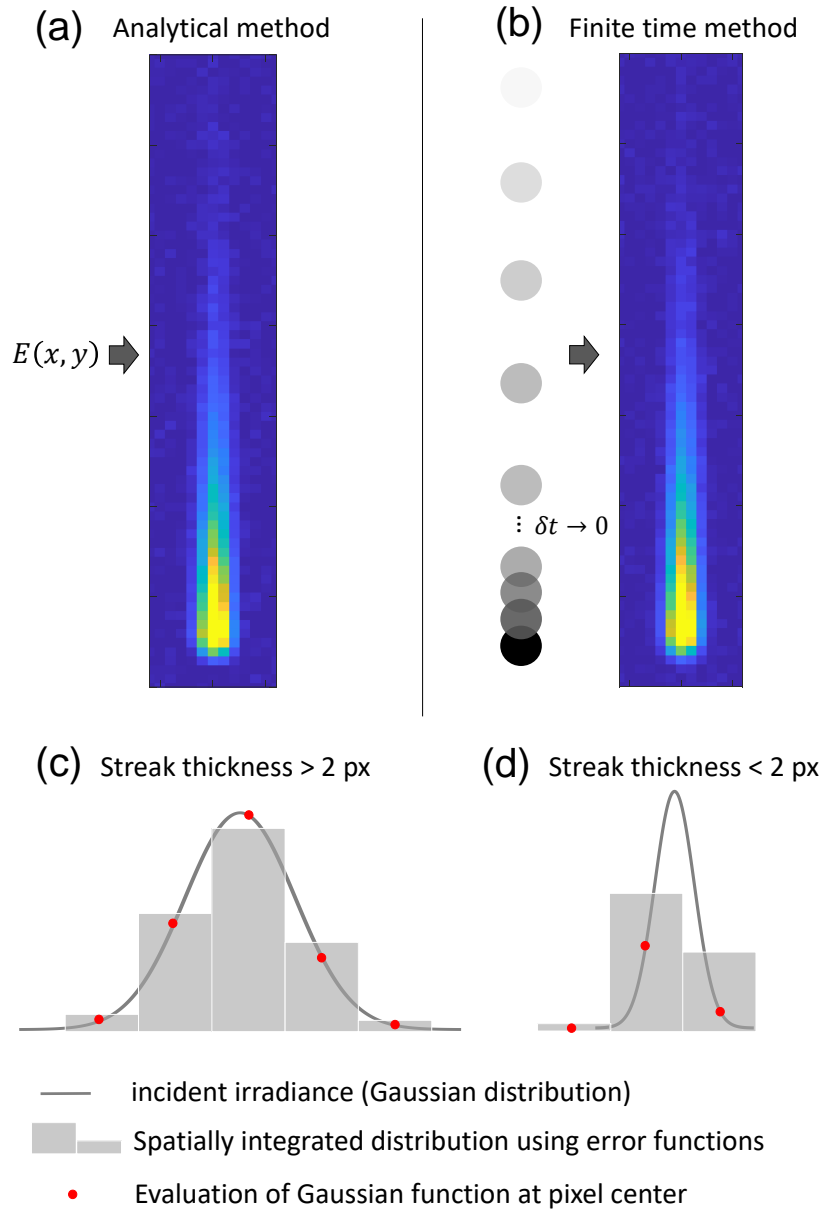 (a) Analytical method
(b) Finite time method
E(x, y)
⋮ δt → 0
(c) Streak thickness > 2 px
(d) Streak thickness < 2 px
incident irradiance (Gaussian distribution)
Spatially integrated distribution using error functions
Evaluation of Gaussian function at pixel center